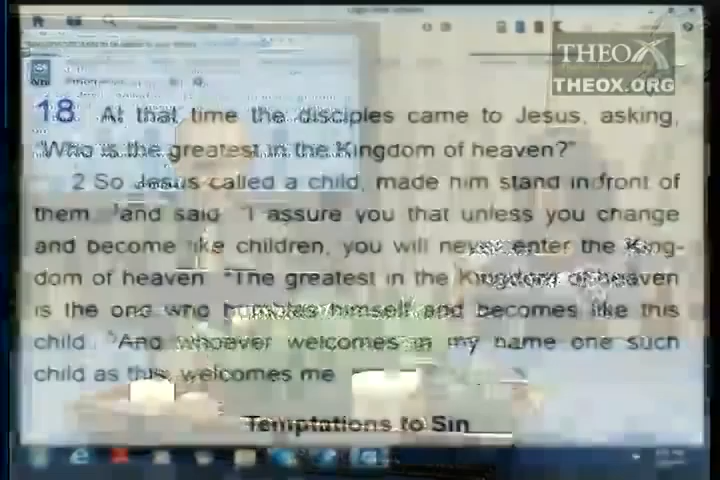 THEOX
THEOX.ORG
18 At that time the disciples came to Jesus, asking,
"Who is the greatest in the Kingdom of heaven?"
2 So Jesus called a child, made him stand in front of
them, ³and said "I assure you that unless you change
and become like children, you will never enter the King-
dom of heaven ⁴The greatest in the Kingdom of heaven
is the one who humbles himself and becomes like this
child. ⁵And whoever welcomes in my name one such
child as this, welcomes me
Temptations to Sin